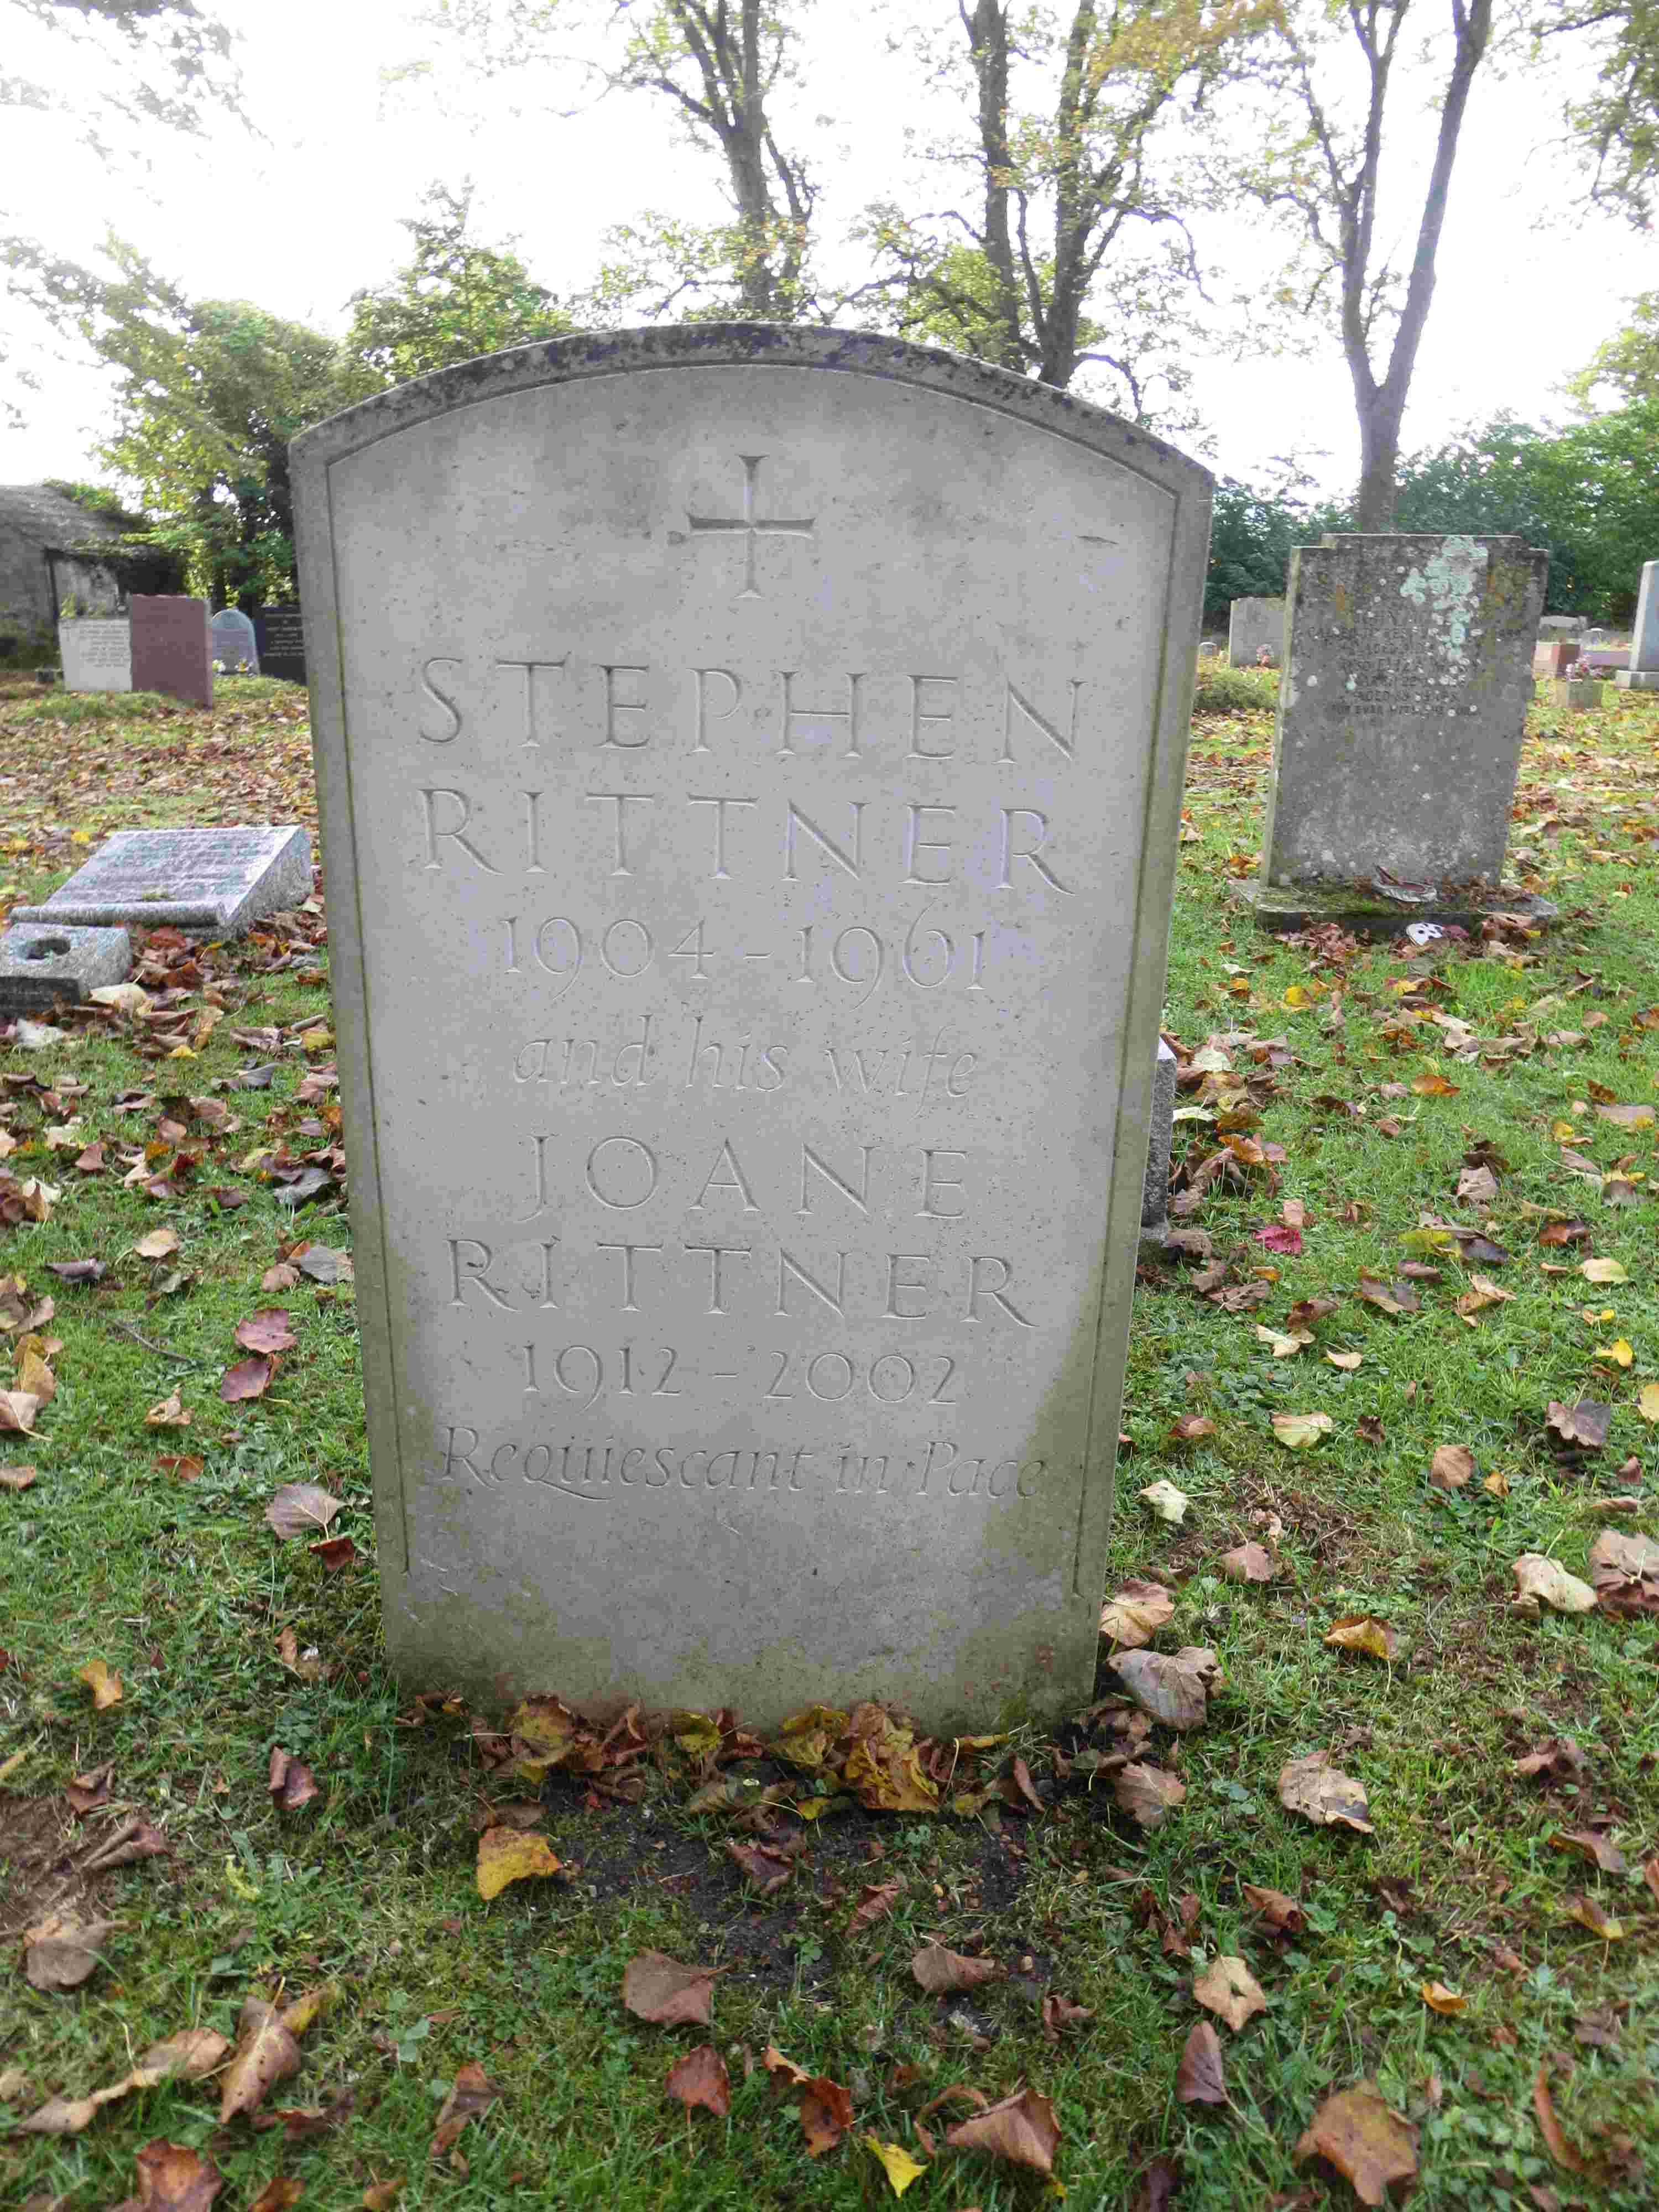 STEPHEN
RITTNER
1904 - 1961
and his wife
JOANE
RITTNER
1912 - 2002
Requiescant in Pace